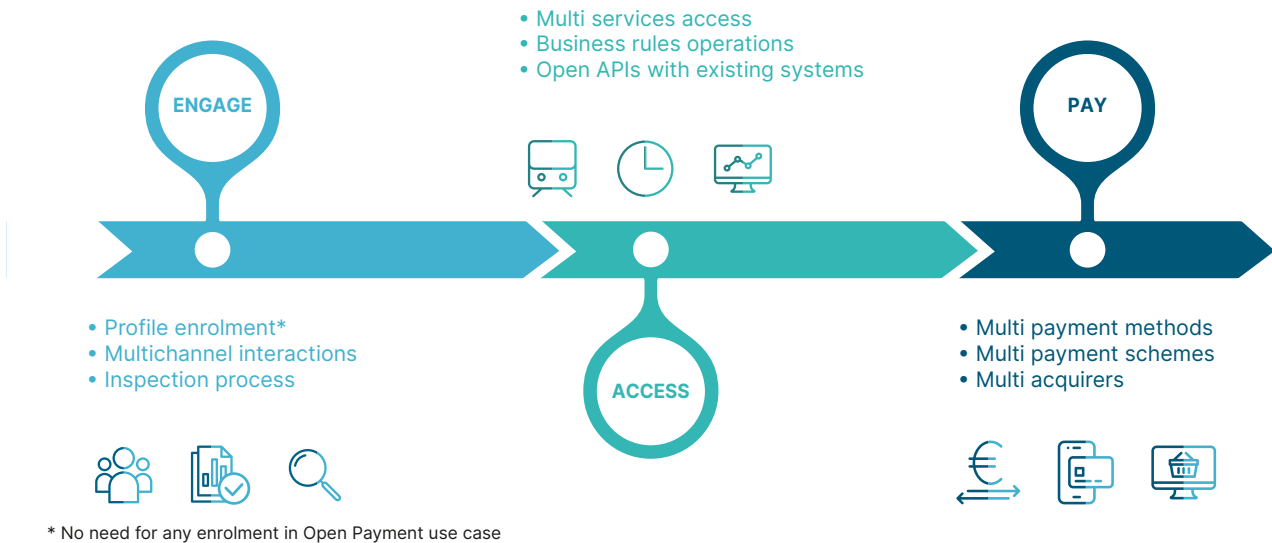 • Multi services access
• Business rules operations
• Open APIs with existing systems
ENGAGE
PAY
• Profile enrolment*
• Multichannel interactions
• Inspection process
ACCESS
• Multi payment methods
• Multi payment schemes
• Multi acquirers
* No need for any enrolment in Open Payment use case